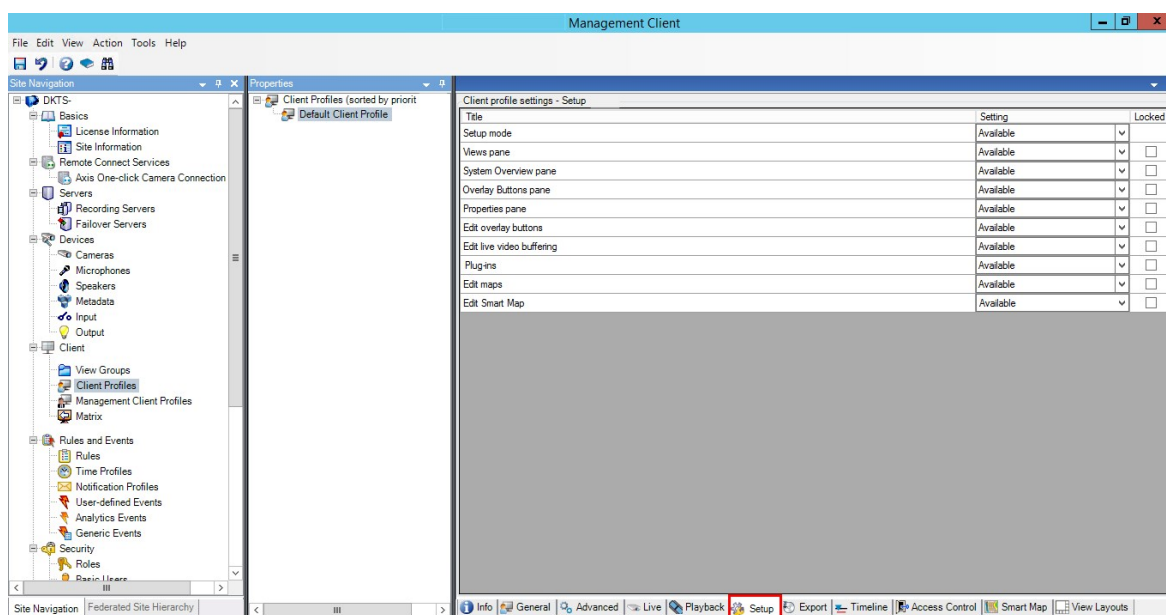 Management Client
File Edit View Action Tools Help
Site Navigation
DKTS-
Basics
License Information
Site Information
Remote Connect Services
Axis One-click Camera Connection
Servers
Recording Servers
Failover Servers
Devices
Cameras
Microphones
Speakers
Metadata
Input
Output
Client
View Groups
Client Profiles
Management Client Profiles
Matrix
Rules and Events
Rules
Time Profiles
Notification Profiles
User-defined Events
Analytics Events
Generic Events
Security
Roles
Basic Users
Site Navigation Federated Site Hierarchy
Properties
Client Profiles (sorted by priorit
Default Client Profile
Client profile settings - Setup
Title Setting Locked
Setup mode Available
Views pane Available
System Overview pane Available
Overlay Buttons pane Available
Properties pane Available
Edit overlay buttons Available
Edit live video buffering Available
Plug-ins Available
Edit maps Available
Edit Smart Map Available
Info General Advanced Live Playback Setup Export Timeline Access Control Smart Map View Layouts